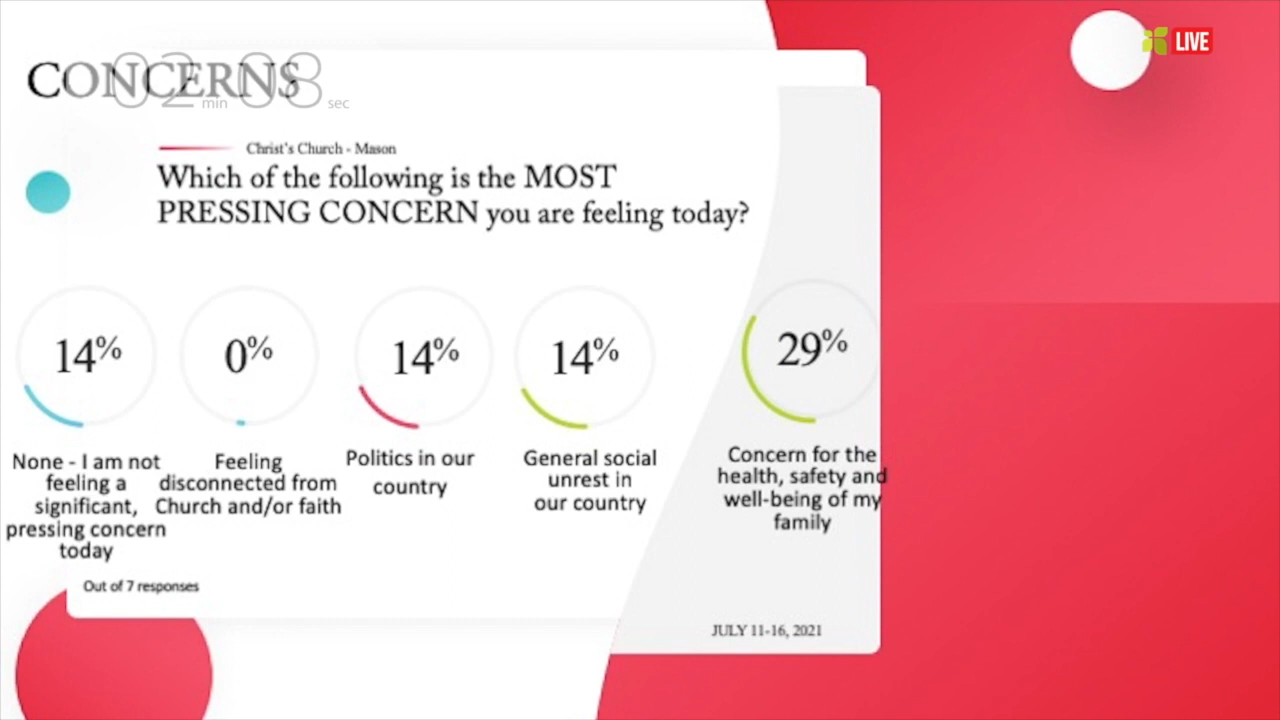 CONCERNS
02 min 08 sec
LIVE
Christ's Church - Mason
Which of the following is the MOST
PRESSING CONCERN you are feeling today?
14%
0%
14%
14%
29%
None - I am not
feeling a
significant,
pressing concern
today
Feeling
disconnected from
Church and/or faith
Politics in our
country
General social
unrest in
our country
Concern for the
health, safety and
well-being of my
family
Out of 7 responses
JULY 11-16, 2021